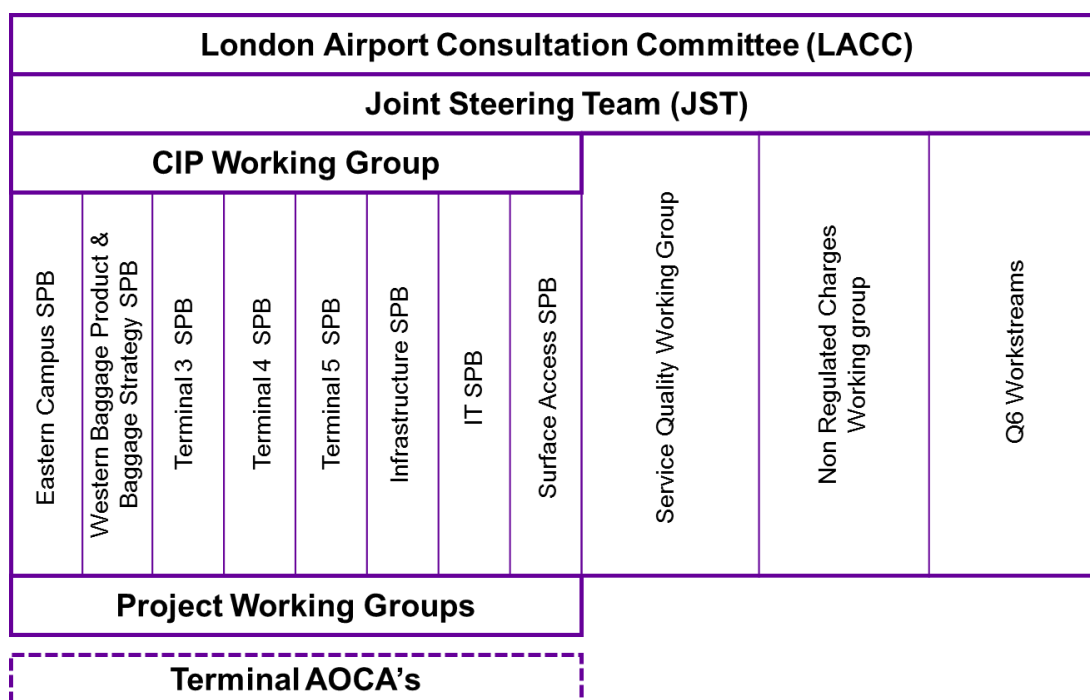 London Airport Consultation Committee (LACC)
Joint Steering Team (JST)
CIP Working Group
Eastern Campus SPB
Western Baggage Product &
Baggage Strategy SPB
Terminal 3 SPB
Terminal 4 SPB
Terminal 5 SPB
Infrastructure SPB
IT SPB
Surface Access SPB
Service Quality Working Group
Non Regulated Charges
Working group
Q6 Workstreams
Project Working Groups
Terminal AOCA's